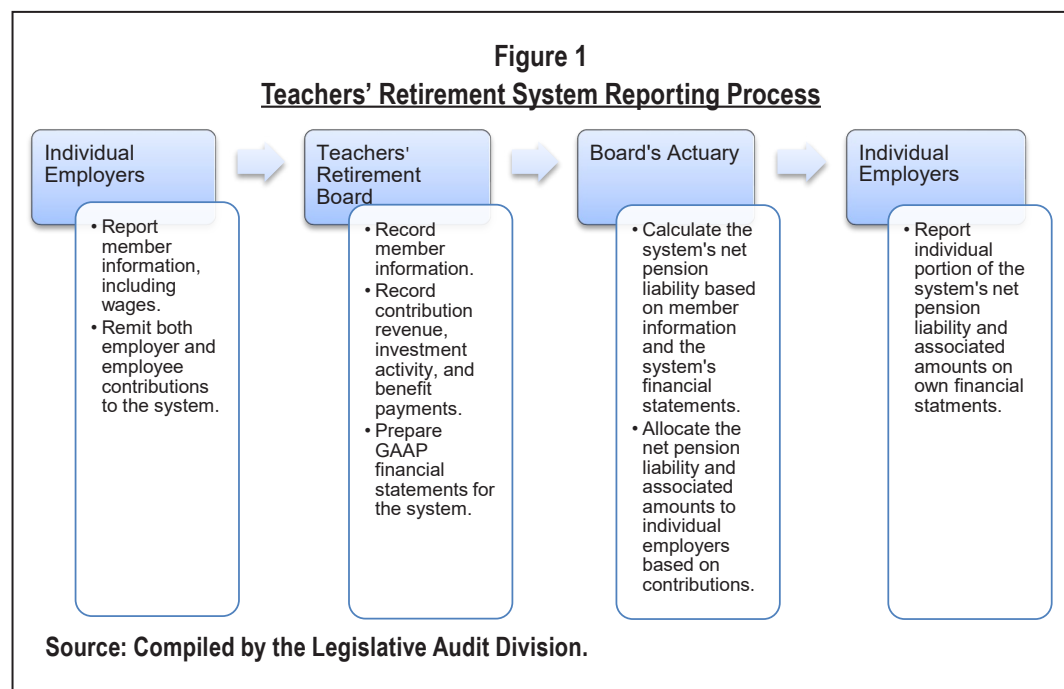 Figure 1
Teachers’ Retirement System Reporting Process
Individual
Employers
• Report
member
information,
including
wages.
• Remit both
employer and
employee
contributions
to the system.
Teachers'
Retirement
Board
• Record
member
information.
• Record
contribution
revenue,
investment
activity, and
benefit
payments.
• Prepare
GAAP
financial
statements for
the system.
Board's Actuary
• Calculate the
system's net
pension
liability based
on member
information
and the
system's
financial
statements.
• Allocate the
net pension
liability and
associated
amounts to
individual
employers
based on
contributions.
Individual
Employers
• Report
individual
portion of the
system's net
pension
liability and
associated
amounts on
own financial
statments.
Source: Compiled by the Legislative Audit Division.